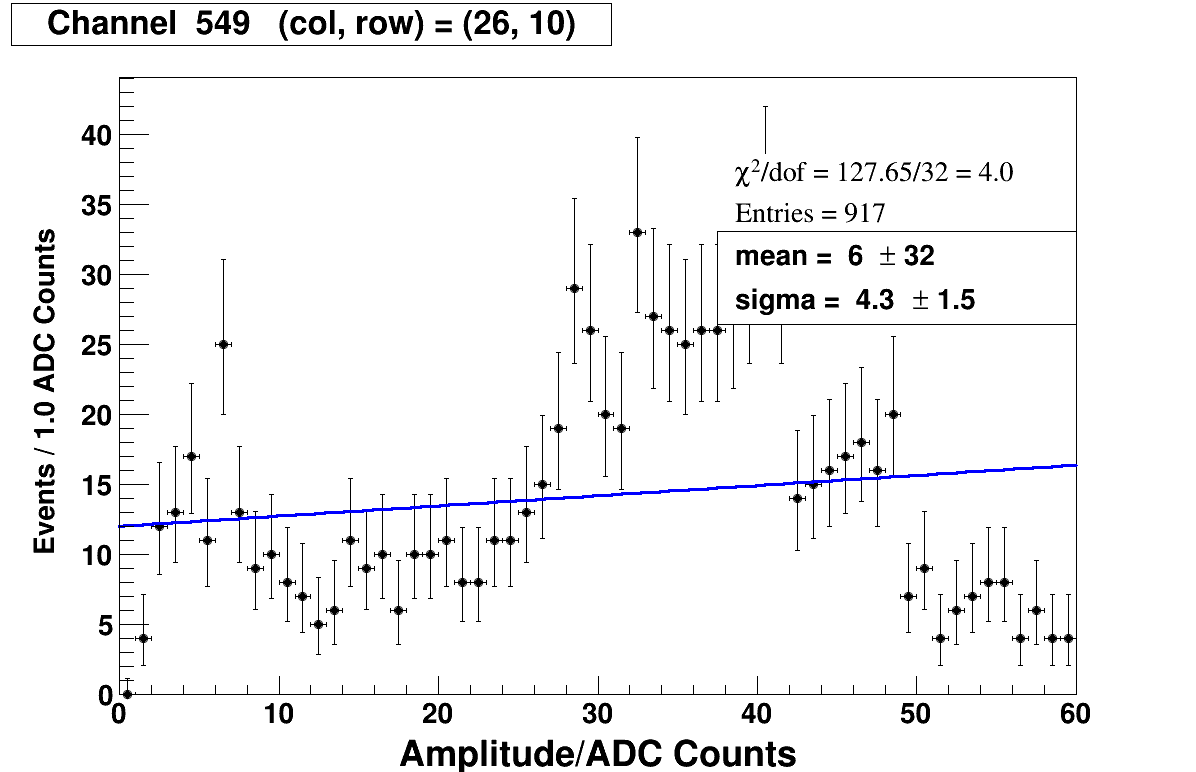 Channel 549 (col, row) = (26, 10)
χ²/dof = 127.65/32 = 4.0
Entries = 917
mean = 6 ± 32
sigma = 4.3 ± 1.5
Events / 1.0 ADC Counts
40
35
30
25
20
15
10
5
0
0 10 20 30 40 50 60
Amplitude/ADC Counts